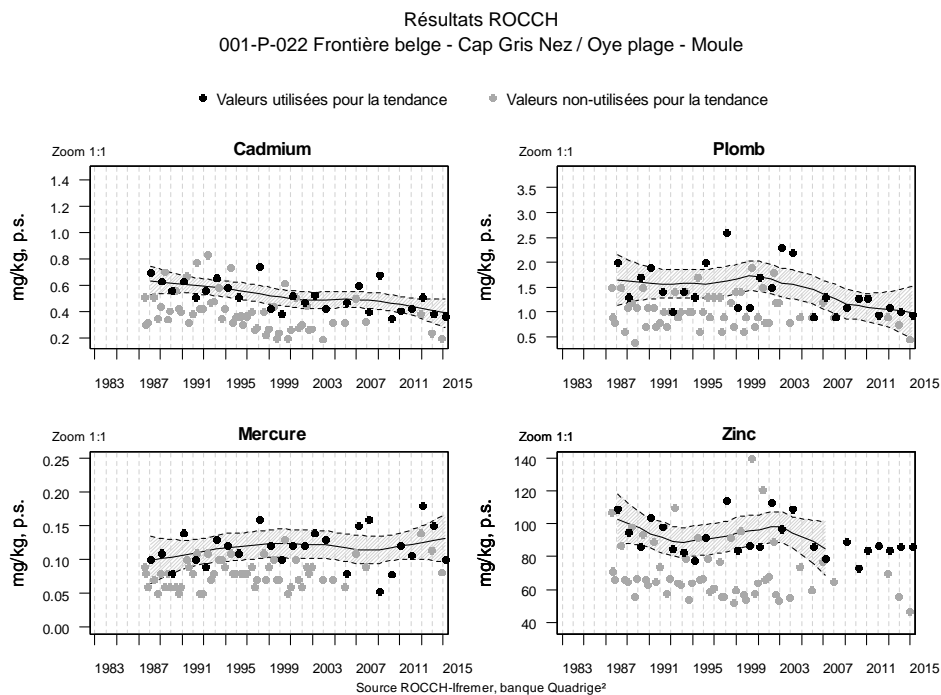 Résultats ROCCH
001-P-022 Frontière belge - Cap Gris Nez / Oye plage - Moule
Valeurs utilisées pour la tendance
Valeurs non-utilisées pour la tendance
Zoom 1:1
Cadmium
mg/kg, p.s.
1.4
1.2
1.0
0.8
0.6
0.4
0.2
1983 1987 1991 1995 1999 2003 2007 2011 2015
Zoom 1:1
Plomb
mg/kg, p.s.
3.5
3.0
2.5
2.0
1.5
1.0
0.5
1983 1987 1991 1995 1999 2003 2007 2011 2015
Zoom 1:1
Mercure
mg/kg, p.s.
0.25
0.20
0.15
0.10
0.05
0.00
1983 1987 1991 1995 1999 2003 2007 2011 2015
Zoom 1:1
Zinc
mg/kg, p.s.
140
120
100
80
60
40
1983 1987 1991 1995 1999 2003 2007 2011 2015
Source ROCCH-Ifremer, banque Quadrige²